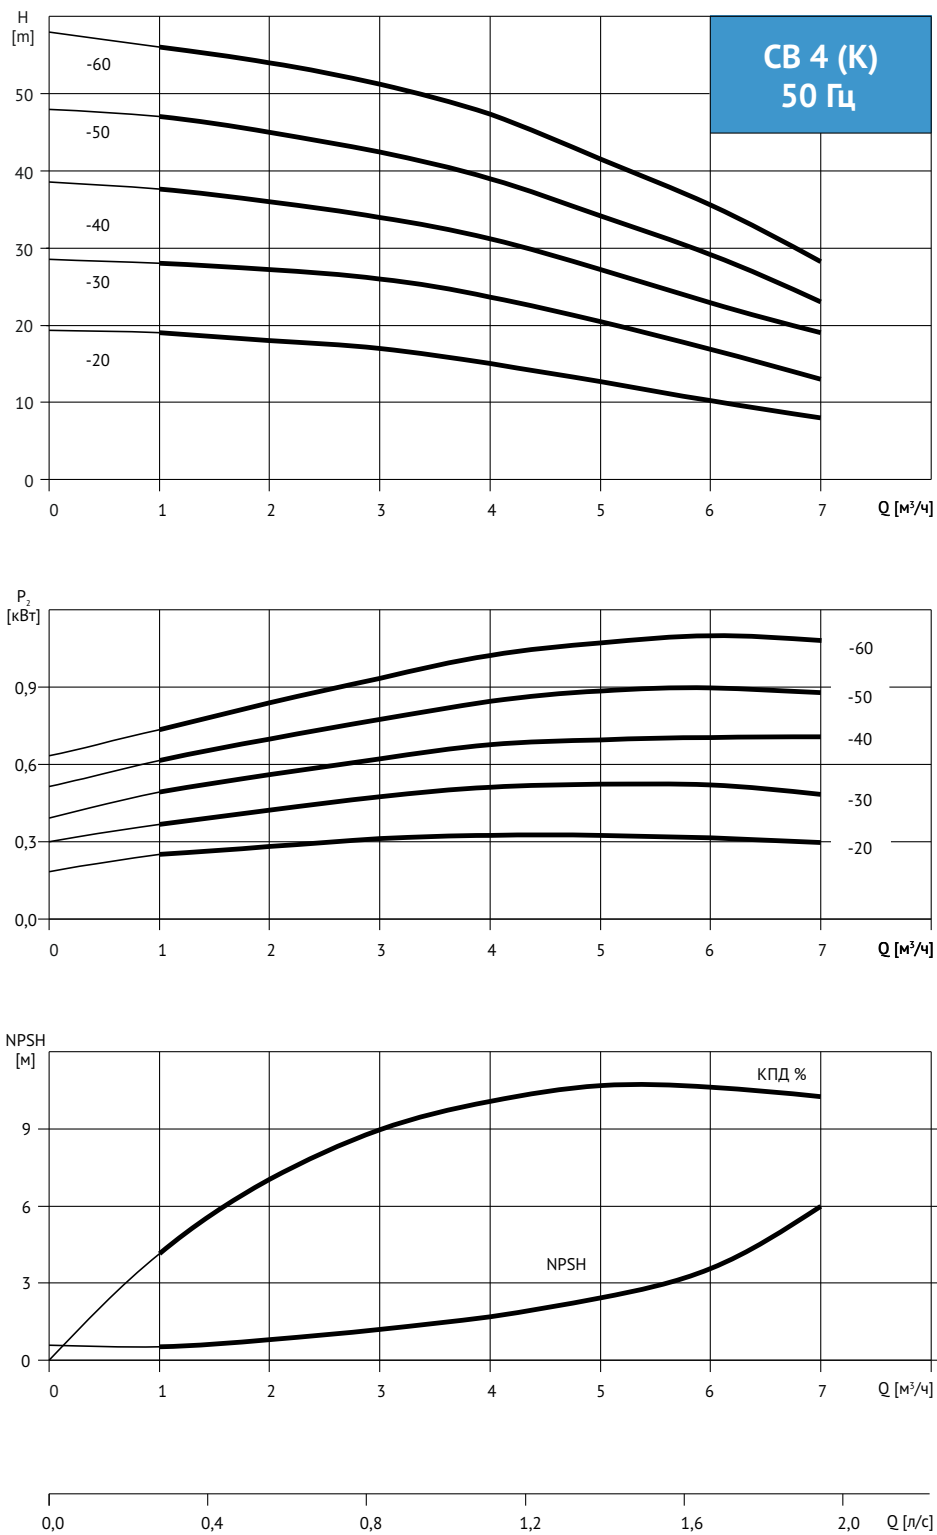 H
[m]
СВ 4 (К)
50 Гц
-60
50
-50
40
-40
30
-30
20
-20
10
0
0 1 2 3 4 5 6 7 Q [м³/ч]
P₂
[кВт]
-60
0,9
-50
-40
0,6
-30
0,3
-20
0,0
0 1 2 3 4 5 6 7 Q [м³/ч]
NPSH
[м]
КПД %
9
6
NPSH
3
0
0 1 2 3 4 5 6 7 Q [м³/ч]
0,0 0,4 0,8 1,2 1,6 2,0 Q [л/с]